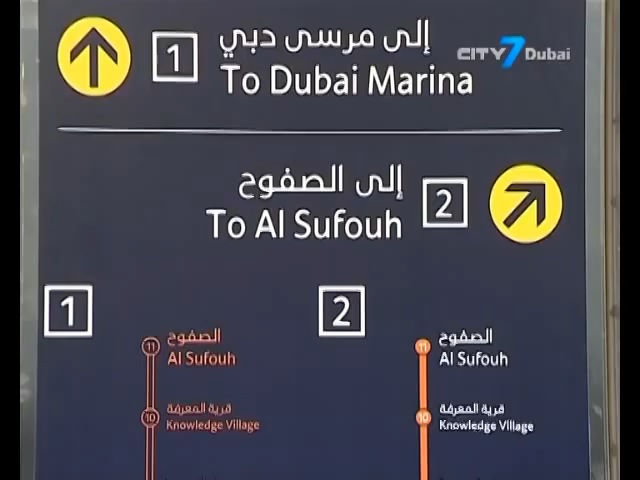 إلى مرسى دبي
1
To Dubai Marina
CITY7 Dubai
إلى الصفوح
2
To Al Sufouh
1
11
الصفوح
Al Sufouh
10
قرية المعرفة
Knowledge Village
2
11
الصفوح
Al Sufouh
10
قرية المعرفة
Knowledge Village